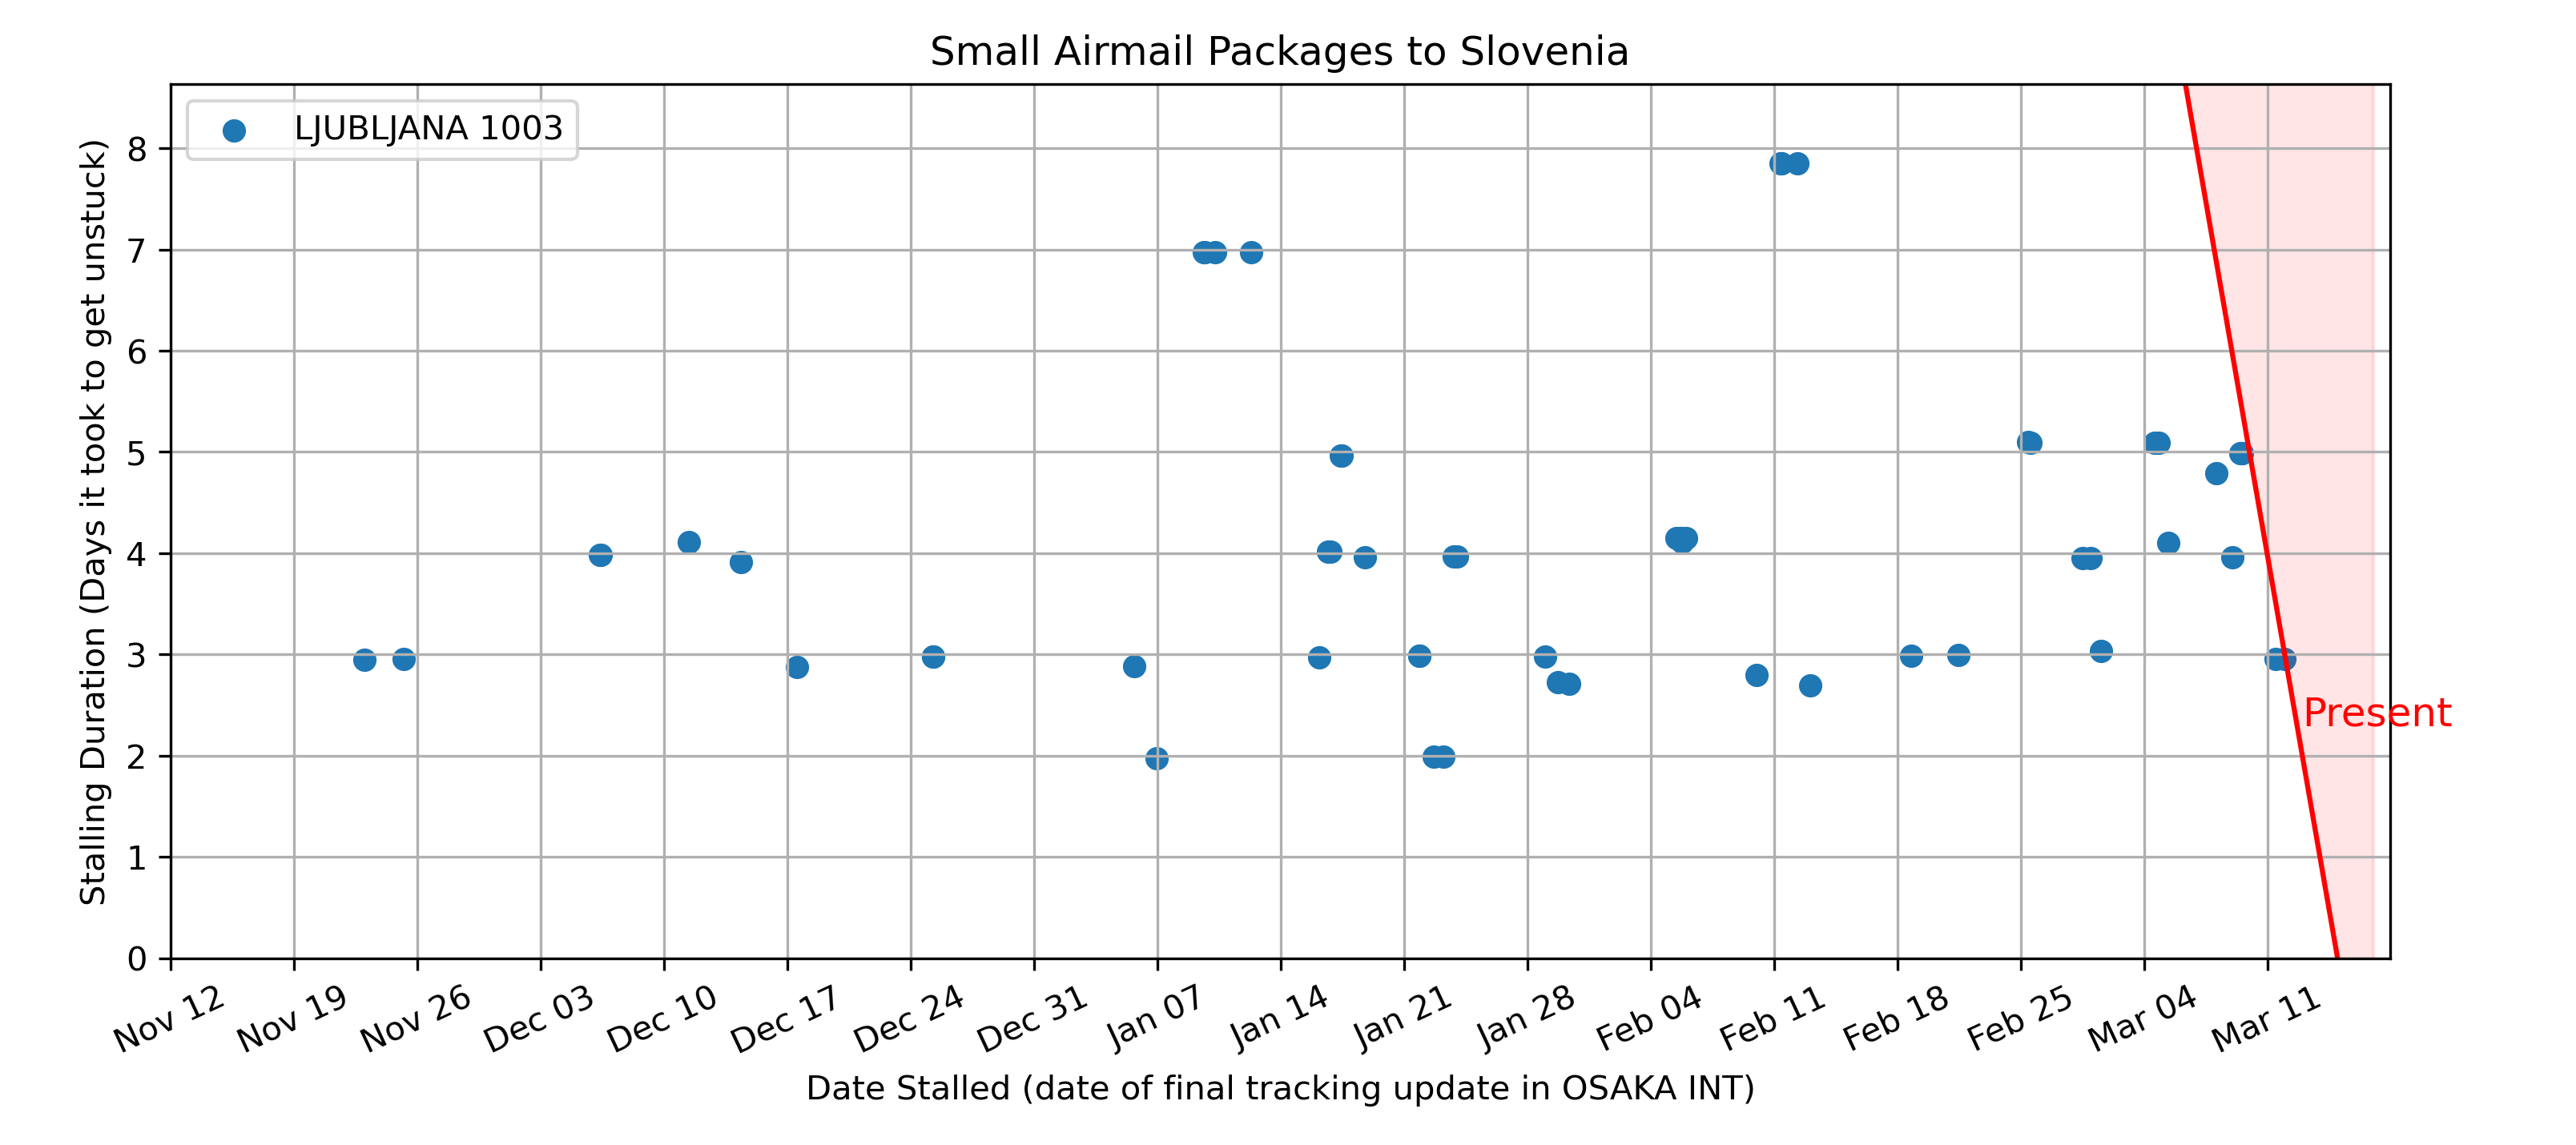 Small Airmail Packages to Slovenia
LJUBLJANA 1003
Stalling Duration (Days it took to get unstuck)
8
7
6
5
4
3
2
1
0
Present
Nov 12
Nov 19
Nov 26
Dec 03
Dec 10
Dec 17
Dec 24
Dec 31
Jan 07
Jan 14
Jan 21
Jan 28
Feb 04
Feb 11
Feb 18
Feb 25
Mar 04
Mar 11
Date Stalled (date of final tracking update in OSAKA INT)